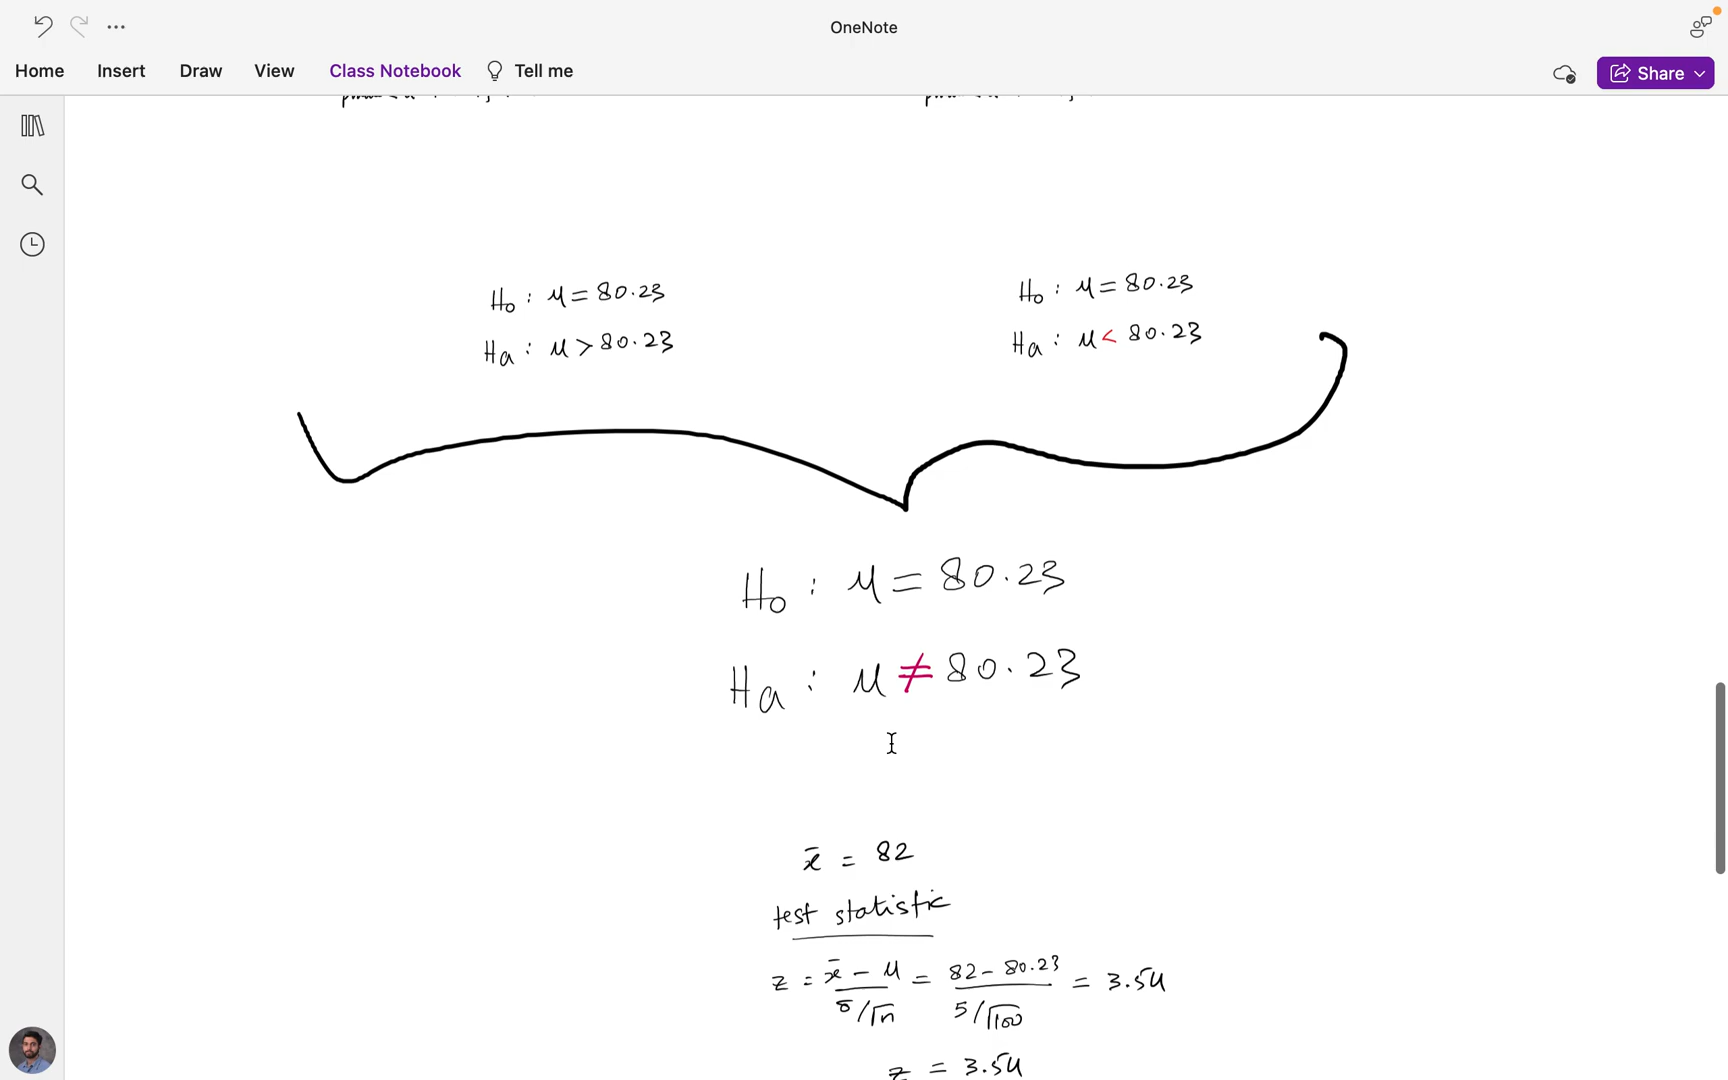 OneNote
Home Insert Draw View Class Notebook Tell me Share
H₀ : μ = 80.23
Ha : μ > 80.23
H₀ : μ = 80.23
Ha : μ < 80.23
H₀ : μ = 80.23
Ha : μ ≠ 80.23
x̄ = 82
test statistic
z = x̄ - μ / σ/√n = 82 - 80.23 / 5/√100 = 3.54
z = 3.54